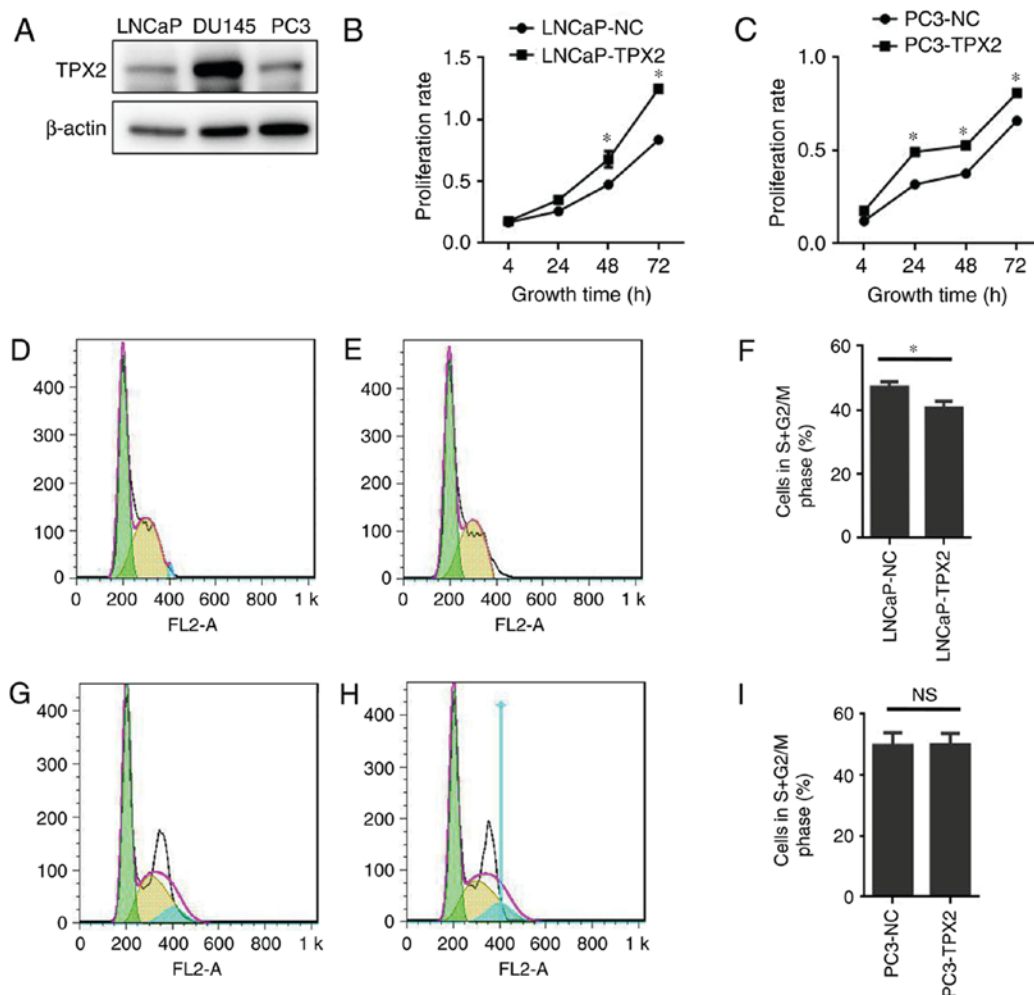 A
LNCaP DU145 PC3
TPX2
β-actin
B
LNCaP-NC
LNCaP-TPX2
Proliferation rate
1.5
1.0
0.5
0.0
*
*
4 24 48 72
Growth time (h)
C
PC3-NC
PC3-TPX2
Proliferation rate
1.0
0.5
0.0
*
*
*
4 24 48 72
Growth time (h)
D
400
300
200
100
0
0 200 400 600 800 1 k
FL2-A
E
400
300
200
100
0
0 200 400 600 800 1 k
FL2-A
F
Cells in S+G2/M
phase (%)
60
40
20
0
*
LNCaP-NC
LNCaP-TPX2
G
400
300
200
100
0
0 200 400 600 800 1 k
FL2-A
H
400
300
200
100
0
0 200 400 600 800 1 k
FL2-A
I
Cells in S+G2/M
phase (%)
60
40
20
0
NS
PC3-NC
PC3-TPX2